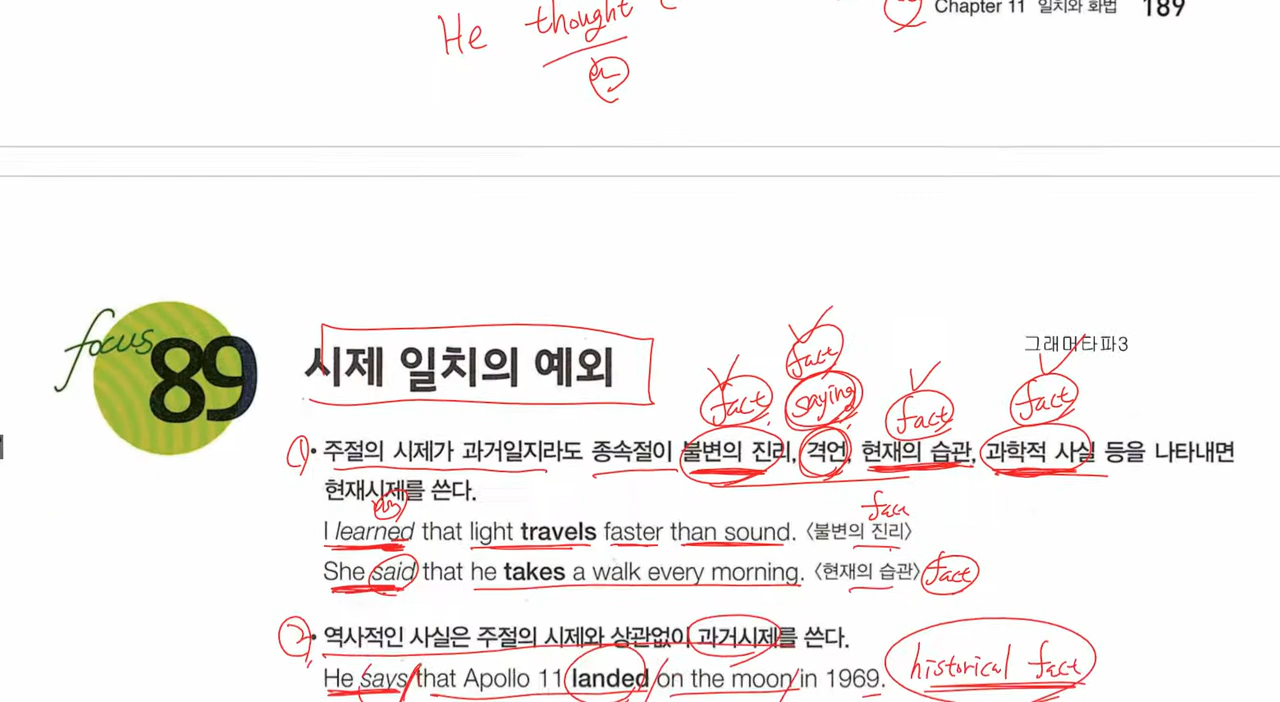 He thought
Chapter 11 일치와 화법 189
focus 89
시제 일치의 예외
그래머타파3
fact
fact
saying
fact
fact
① • 주절의 시제가 과거일지라도 종속절이 불변의 진리, 격언, 현재의 습관, 과학적 사실 등을 나타내면
현재시제를 쓴다.
I learned that light travels faster than sound. 〈불변의 진리〉
She said that he takes a walk every morning. 〈현재의 습관〉 fact
② • 역사적인 사실은 주절의 시제와 상관없이 과거시제를 쓴다.
He says that Apollo 11 landed on the moon in 1969. historical fact